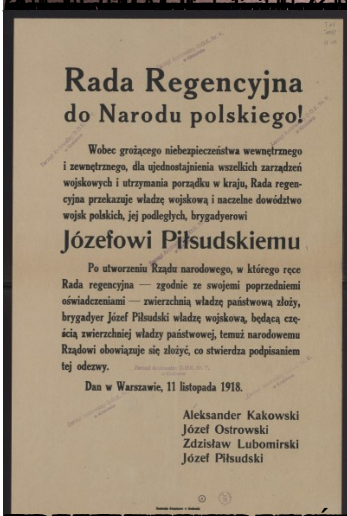 Rada Regencyjna
do Narodu polskiego!
Wobec grożącego niebezpieczeństwa wewnętrznego
i zewnętrznego, dla ujednostajnienia wszelkich zarządzeń
wojskowych i utrzymania porządku w kraju, Rada regen-
cyjna przekazuje władzę wojskową i naczelne dowództwo
wojsk polskich, jej podległych, brygadyerowi
Józefowi Piłsudskiemu
Po utworzeniu Rządu narodowego, w którego ręce
Rada regencyjna — zgodnie ze swojemi poprzedniemi
oświadczeniami — zwierzchnią władzę państwową złoży,
brygadyer Józef Piłsudski władzę wojskową, będącą czę-
ścią zwierzchniej władzy państwowej, temuż narodowemu
Rządowi obowiązuje się złożyć, co stwierdza podpisaniem
tej odezwy.
Dan w Warszawie, 11 listopada 1918.
Aleksander Kakowski
Józef Ostrowski
Zdzisław Lubomirski
Józef Piłsudski